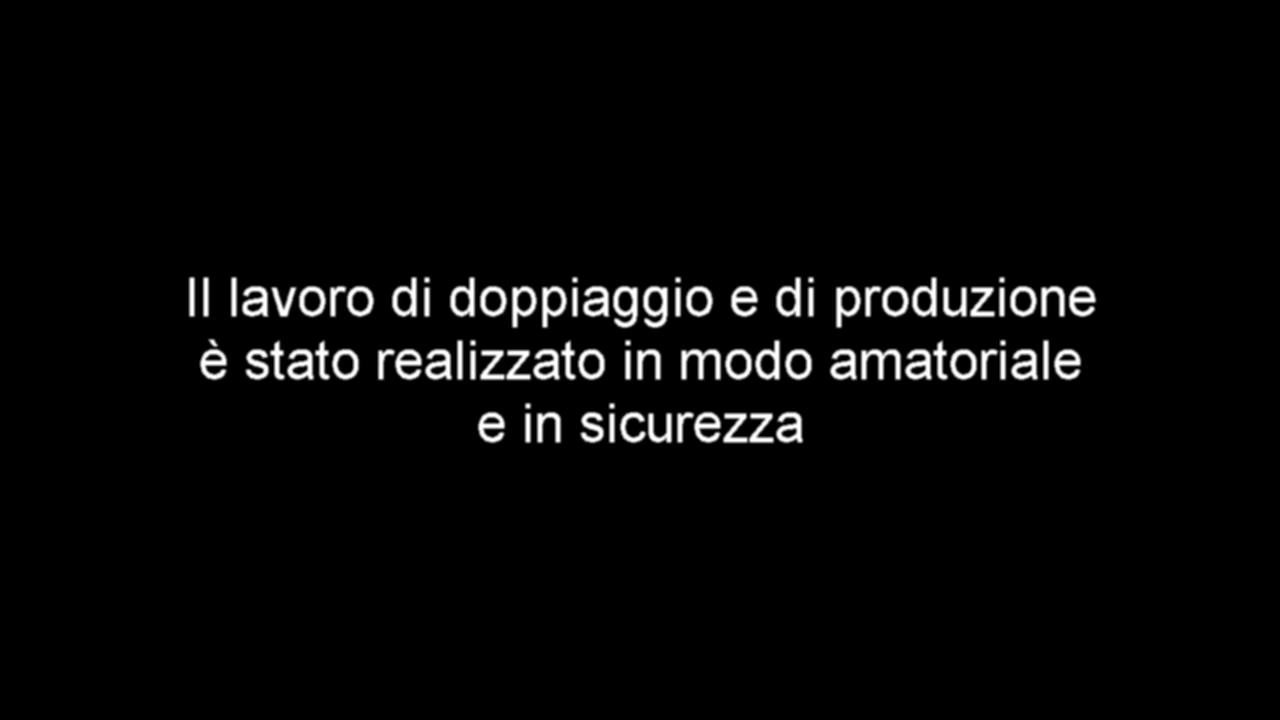 Il lavoro di doppiaggio e di produzione
è stato realizzato in modo amatoriale
e in sicurezza